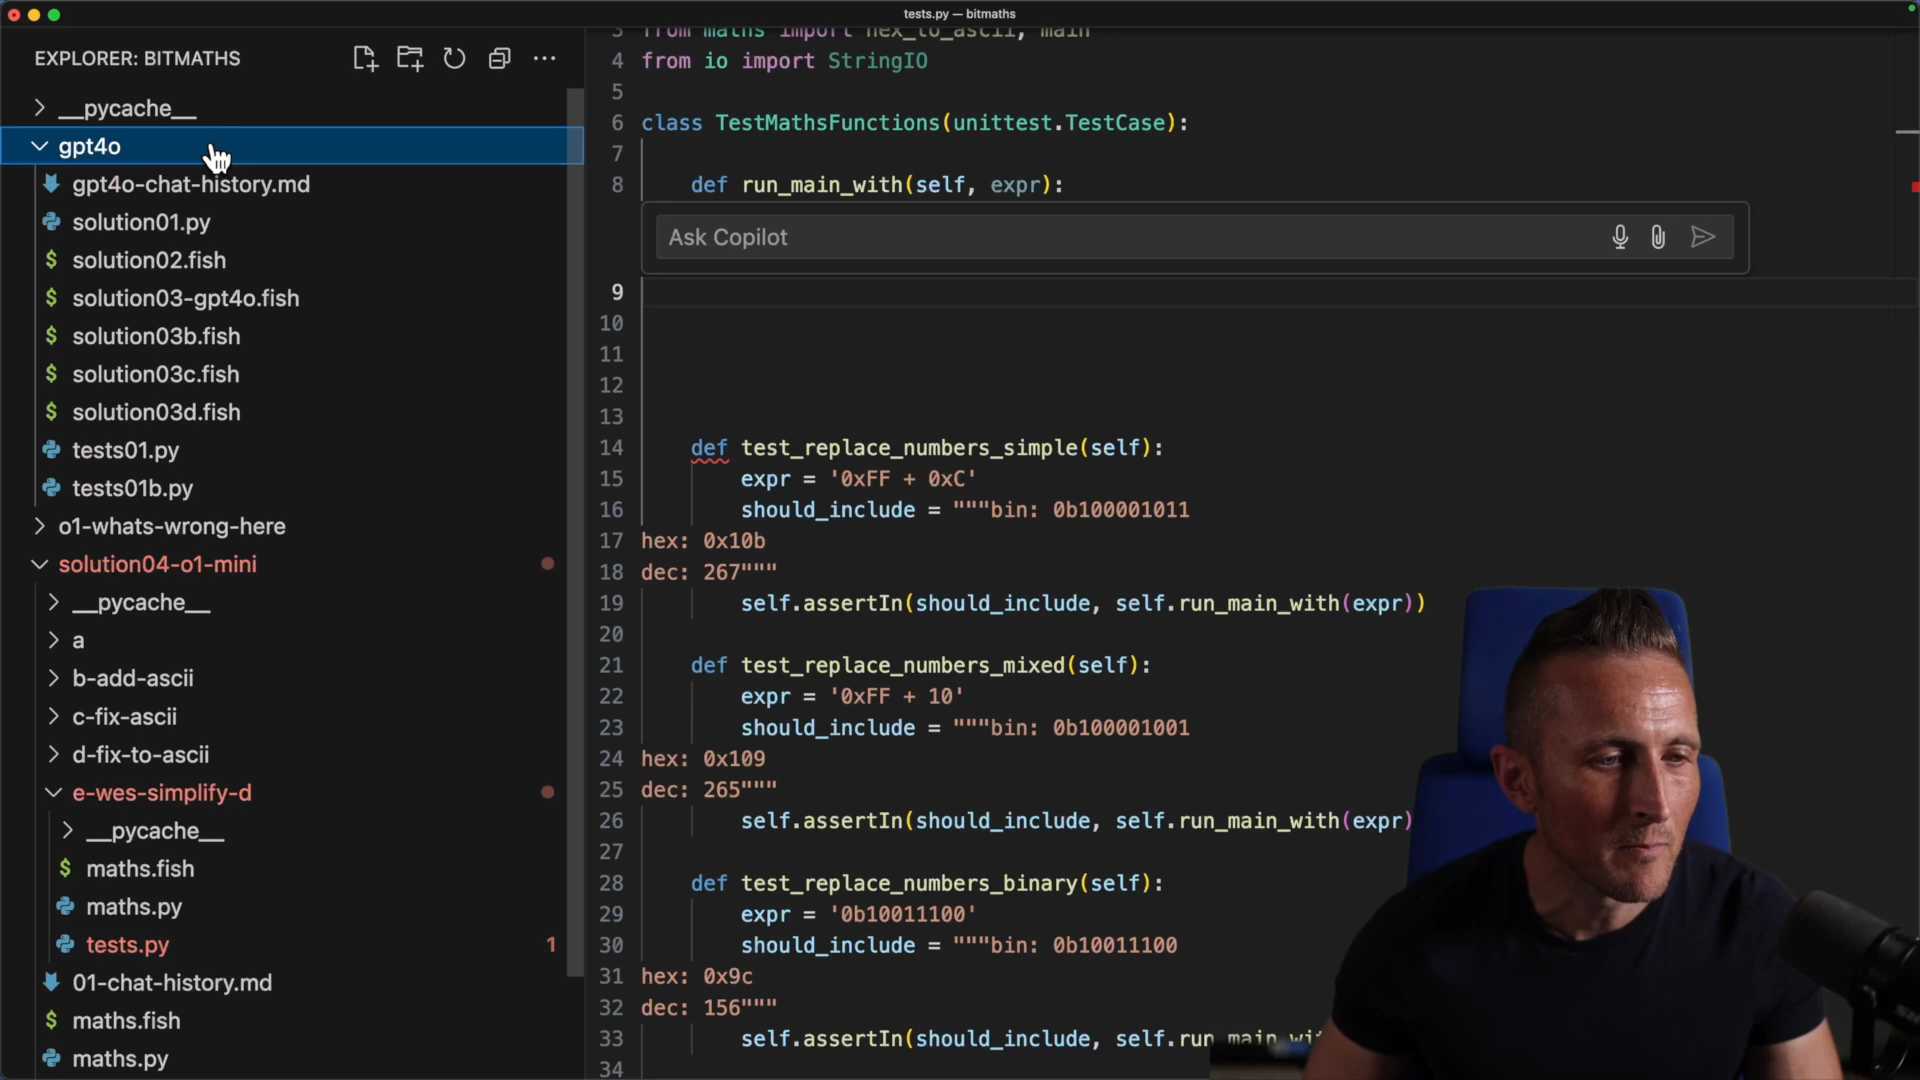 tests.py — bitmaths
EXPLORER: BITMATHS
__pycache__
gpt4o
gpt4o-chat-history.md
solution01.py
solution02.fish
solution03-gpt4o.fish
solution03b.fish
solution03c.fish
solution03d.fish
tests01.py
tests01b.py
o1-whats-wrong-here
solution04-o1-mini
__pycache__
a
b-add-ascii
c-fix-ascii
d-fix-to-ascii
e-wes-simplify-d
__pycache__
maths.fish
maths.py
tests.py 1
01-chat-history.md
maths.fish
maths.py
3 from maths import hex_to_ascii, main
4 from io import StringIO
5
6 class TestMathsFunctions(unittest.TestCase):
7
8 def run_main_with(self, expr):
Ask Copilot
9
10
11
12
13
14 def test_replace_numbers_simple(self):
15 expr = '0xFF + 0xC'
16 should_include = """bin: 0b100001011
17 hex: 0x10b
18 dec: 267"""
19 self.assertIn(should_include, self.run_main_with(expr))
20
21 def test_replace_numbers_mixed(self):
22 expr = '0xFF + 10'
23 should_include = """bin: 0b100001001
24 hex: 0x109
25 dec: 265"""
26 self.assertIn(should_include, self.run_main_with(expr)
27
28 def test_replace_numbers_binary(self):
29 expr = '0b10011100'
30 should_include = """bin: 0b10011100
31 hex: 0x9c
32 dec: 156"""
33 self.assertIn(should_include, self.run_main_wi
34